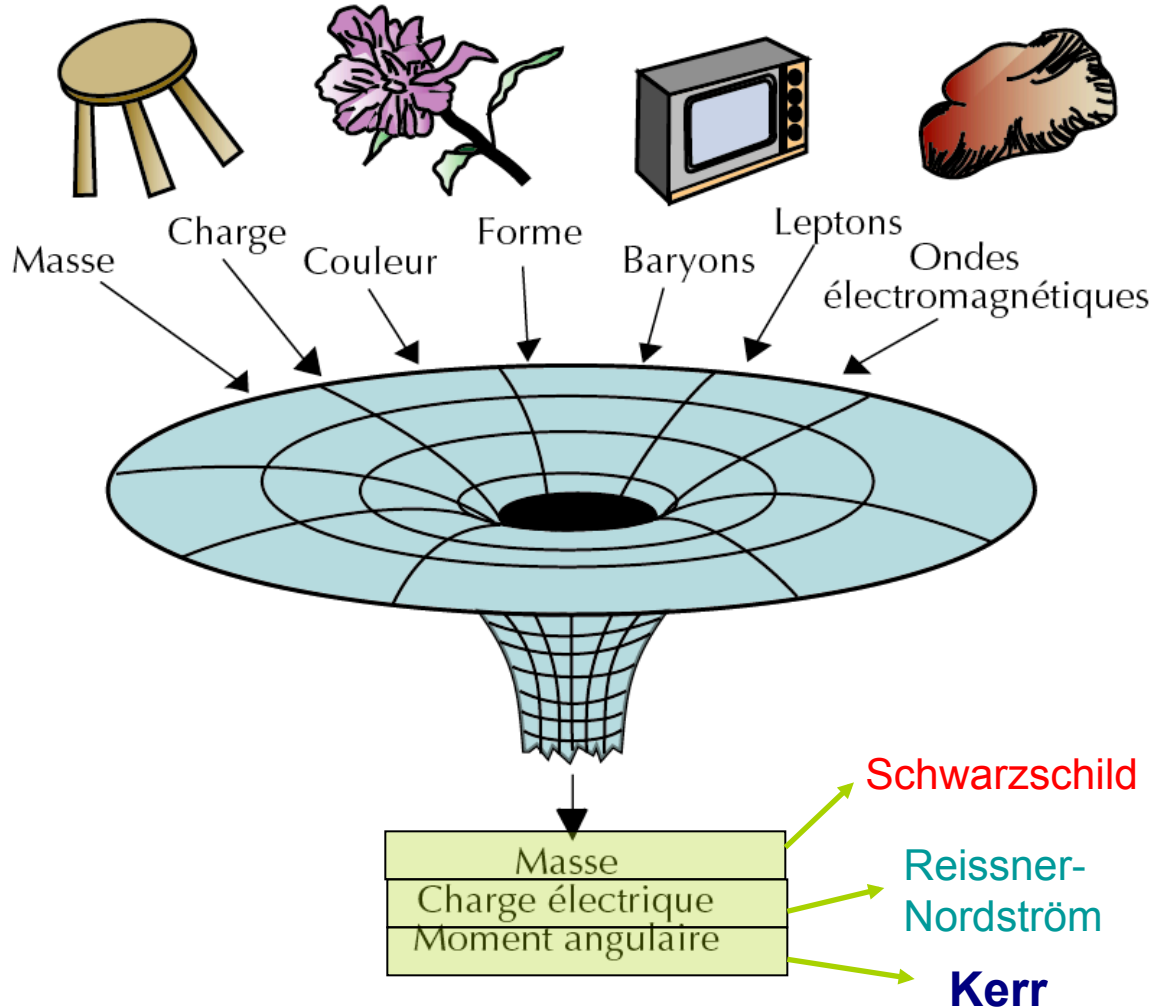 Masse
Charge
Couleur
Forme
Baryons
Leptons
Ondes
électromagnétiques
Masse
Charge électrique
Moment angulaire
Schwarzschild
Reissner-
Nordström
Kerr